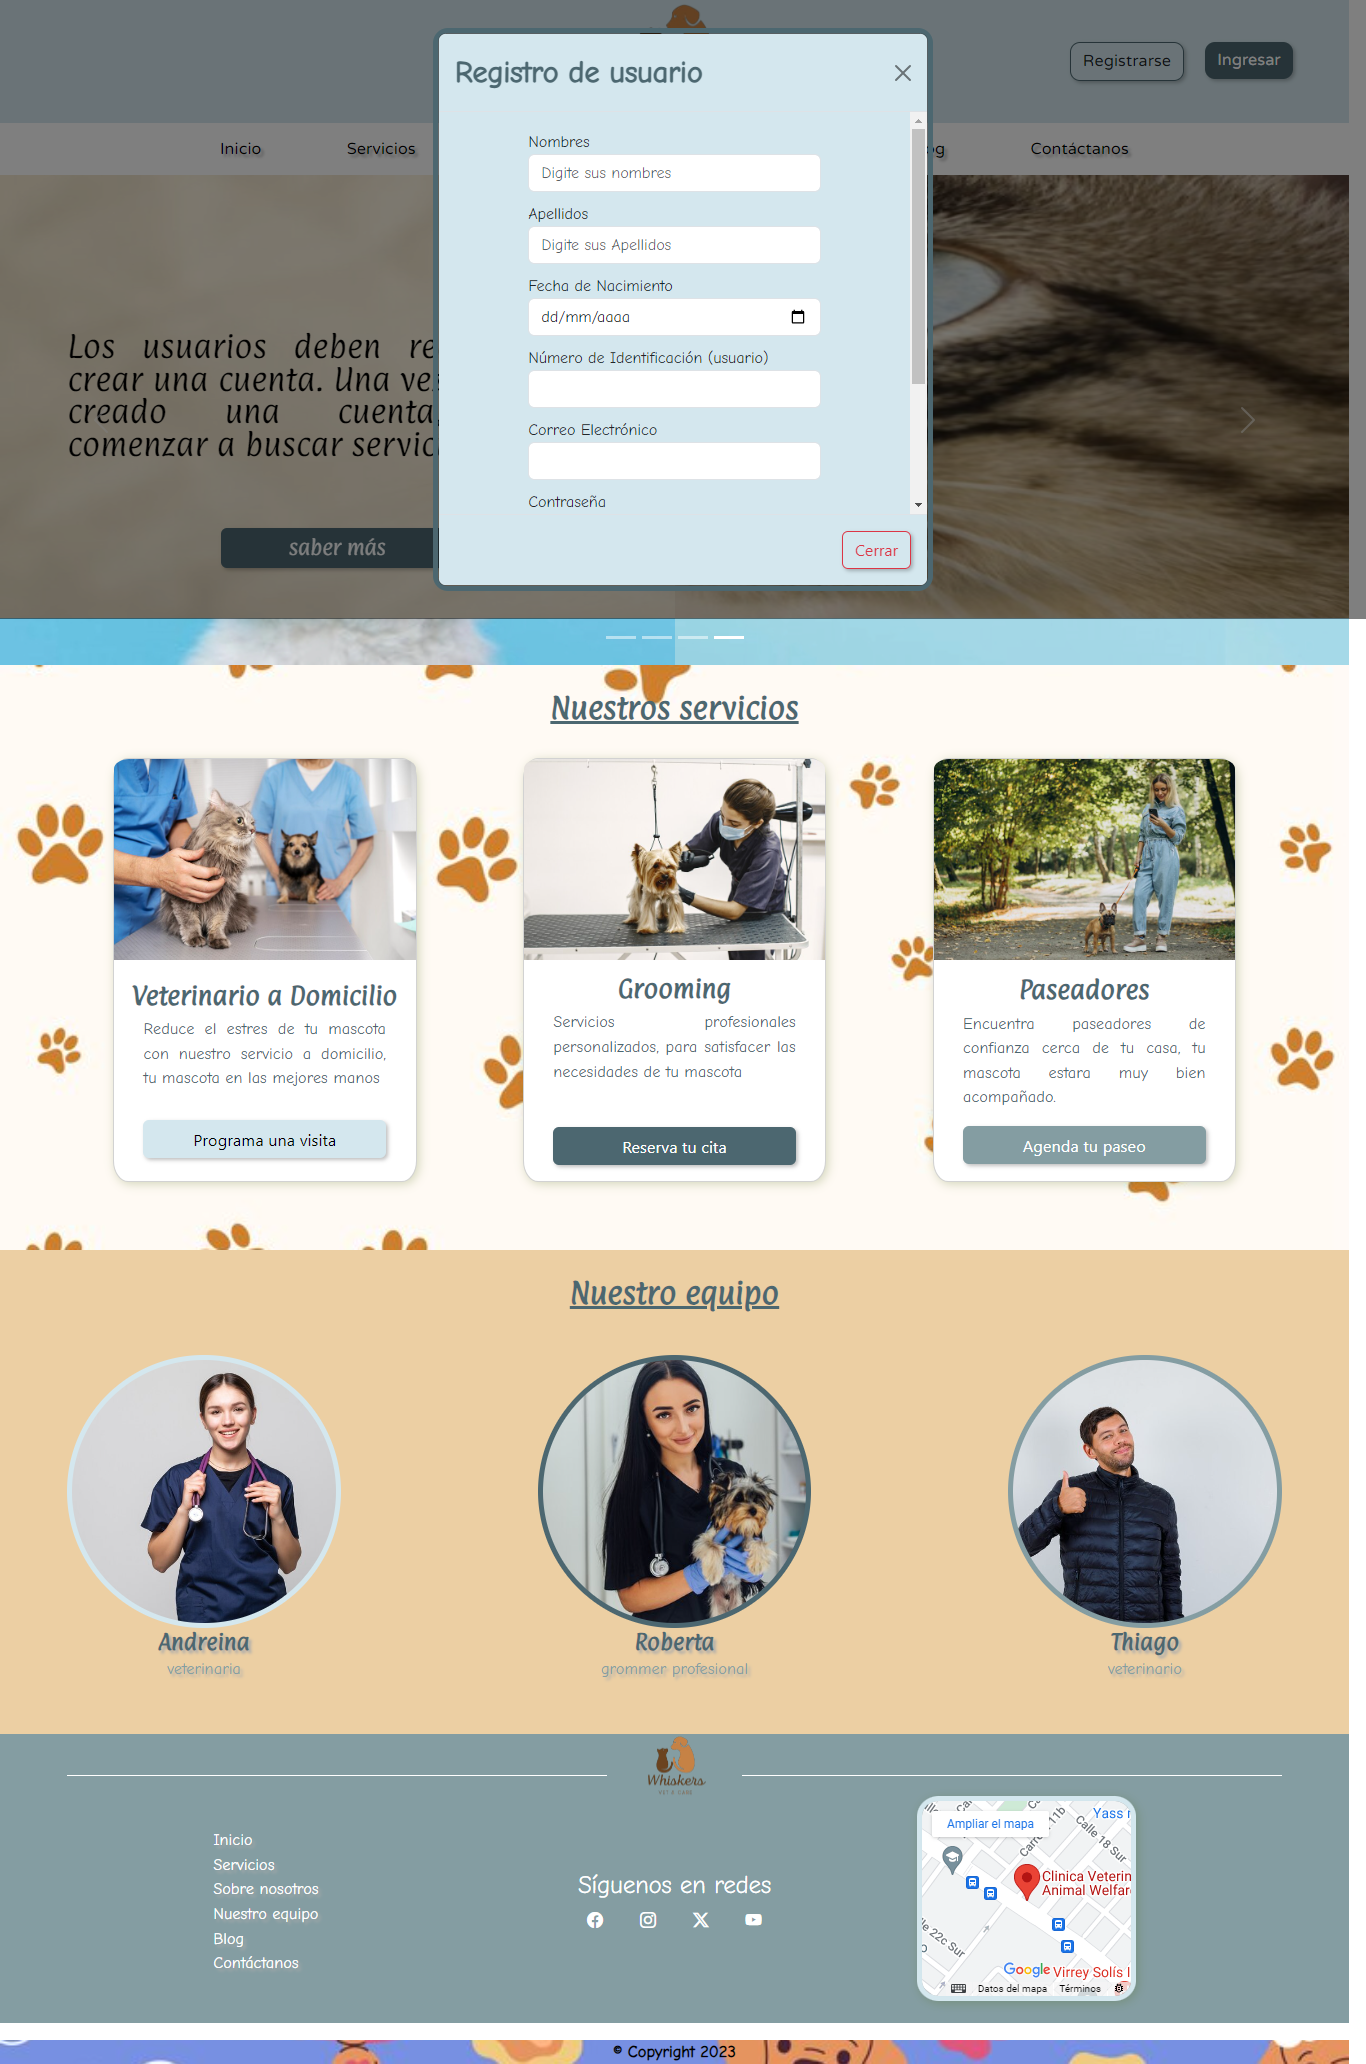 Registrarse
Ingresar
Inicio
Servicios
Contáctanos
Registro de usuario
Nombres
Digite sus nombres
Apellidos
Digite sus Apellidos
Fecha de Nacimiento
dd/mm/aaaa
Número de Identificación (usuario)
Correo Electrónico
Contraseña
Cerrar
Los usuarios deben
crear una cuenta. Una
creado una cuenta
comenzar a buscar
saber más
Nuestros servicios
Veterinario a Domicilio
Reduce el estres de tu mascota
con nuestro servicio a domicilio,
tu mascota en las mejores manos
Programa una visita
Grooming
Servicios profesionales
personalizados, para satisfacer las
necesidades de tu mascota
Reserva tu cita
Paseadores
Encuentra paseadores de
confianza cerca de tu casa, tu
mascota estara muy bien
acompañado.
Agenda tu paseo
Nuestro equipo
Andreina
veterinaria
Roberta
grommer profesional
Thiago
veterinario
Whiskers
VET & CARE
Inicio
Servicios
Sobre nosotros
Nuestro equipo
Blog
Contáctanos
Síguenos en redes
Ampliar el mapa
Yass
Calle 18 Sur
11b
Clinica Veterin
Animal Welfar
22c Sur
Google
Virrey Solís
Datos del mapa
Términos
© Copyright 2023